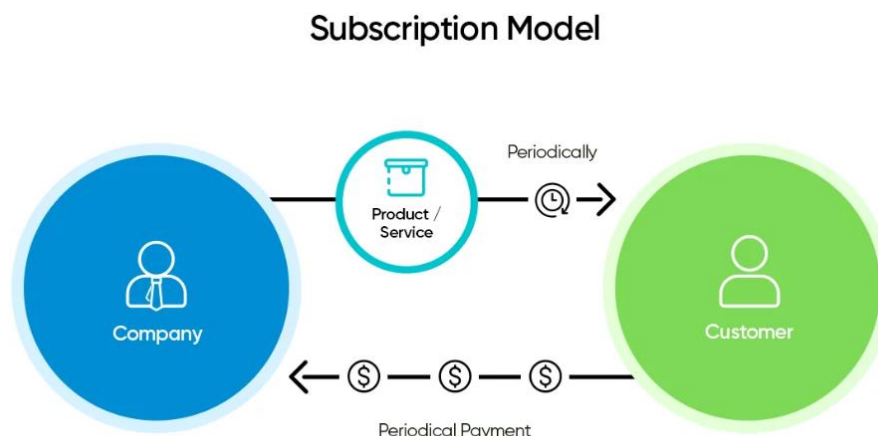 Subscription Model
Periodically
Product /
Service
Company
Customer
Periodical Payment